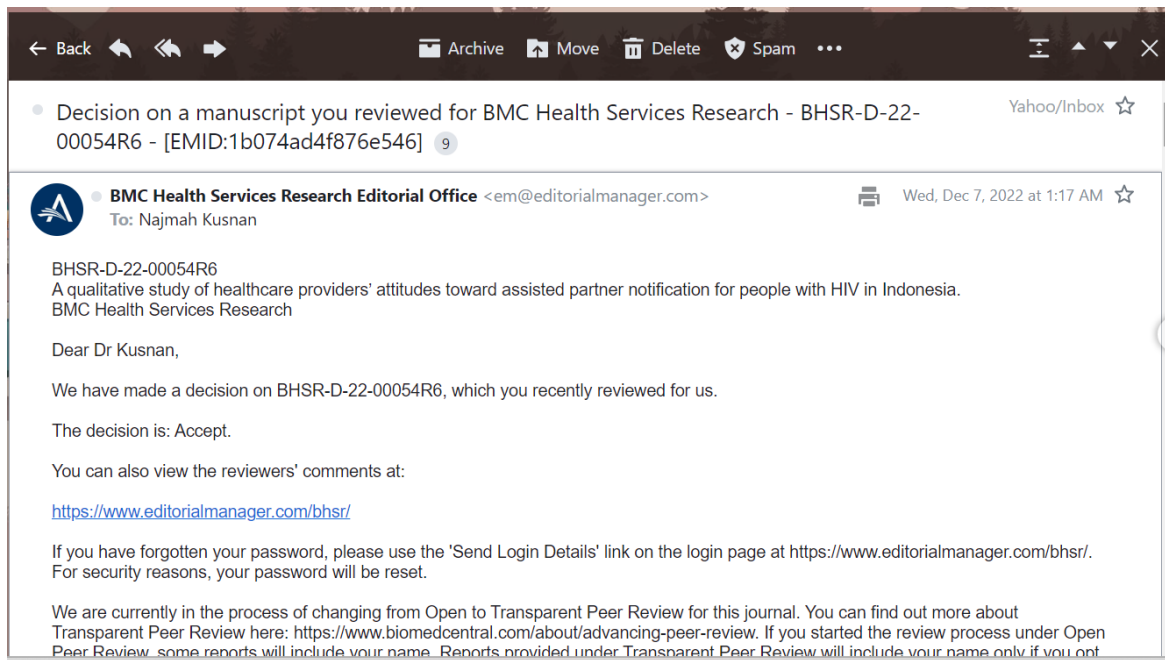 Back
Archive
Move
Delete
Spam
Decision on a manuscript you reviewed for BMC Health Services Research - BHSR-D-22-
Yahoo/Inbox
00054R6 - [EMID:1b074ad4f876e546] 9
BMC Health Services Research Editorial Office <em@editorialmanager.com>
Wed, Dec 7, 2022 at 1:17 AM
To: Najmah Kusnan
BHSR-D-22-00054R6
A qualitative study of healthcare providers’ attitudes toward assisted partner notification for people with HIV in Indonesia.
BMC Health Services Research
Dear Dr Kusnan,
We have made a decision on BHSR-D-22-00054R6, which you recently reviewed for us.
The decision is: Accept.
You can also view the reviewers' comments at:
https://www.editorialmanager.com/bhsr/
If you have forgotten your password, please use the 'Send Login Details' link on the login page at https://www.editorialmanager.com/bhsr/.
For security reasons, your password will be reset.
We are currently in the process of changing from Open to Transparent Peer Review for this journal. You can find out more about
Transparent Peer Review here: https://www.biomedcentral.com/about/advancing-peer-review. If you started the review process under Open
Peer Review, some reports will include your name. Reports provided under Transparent Peer Review will include your name only if you opt